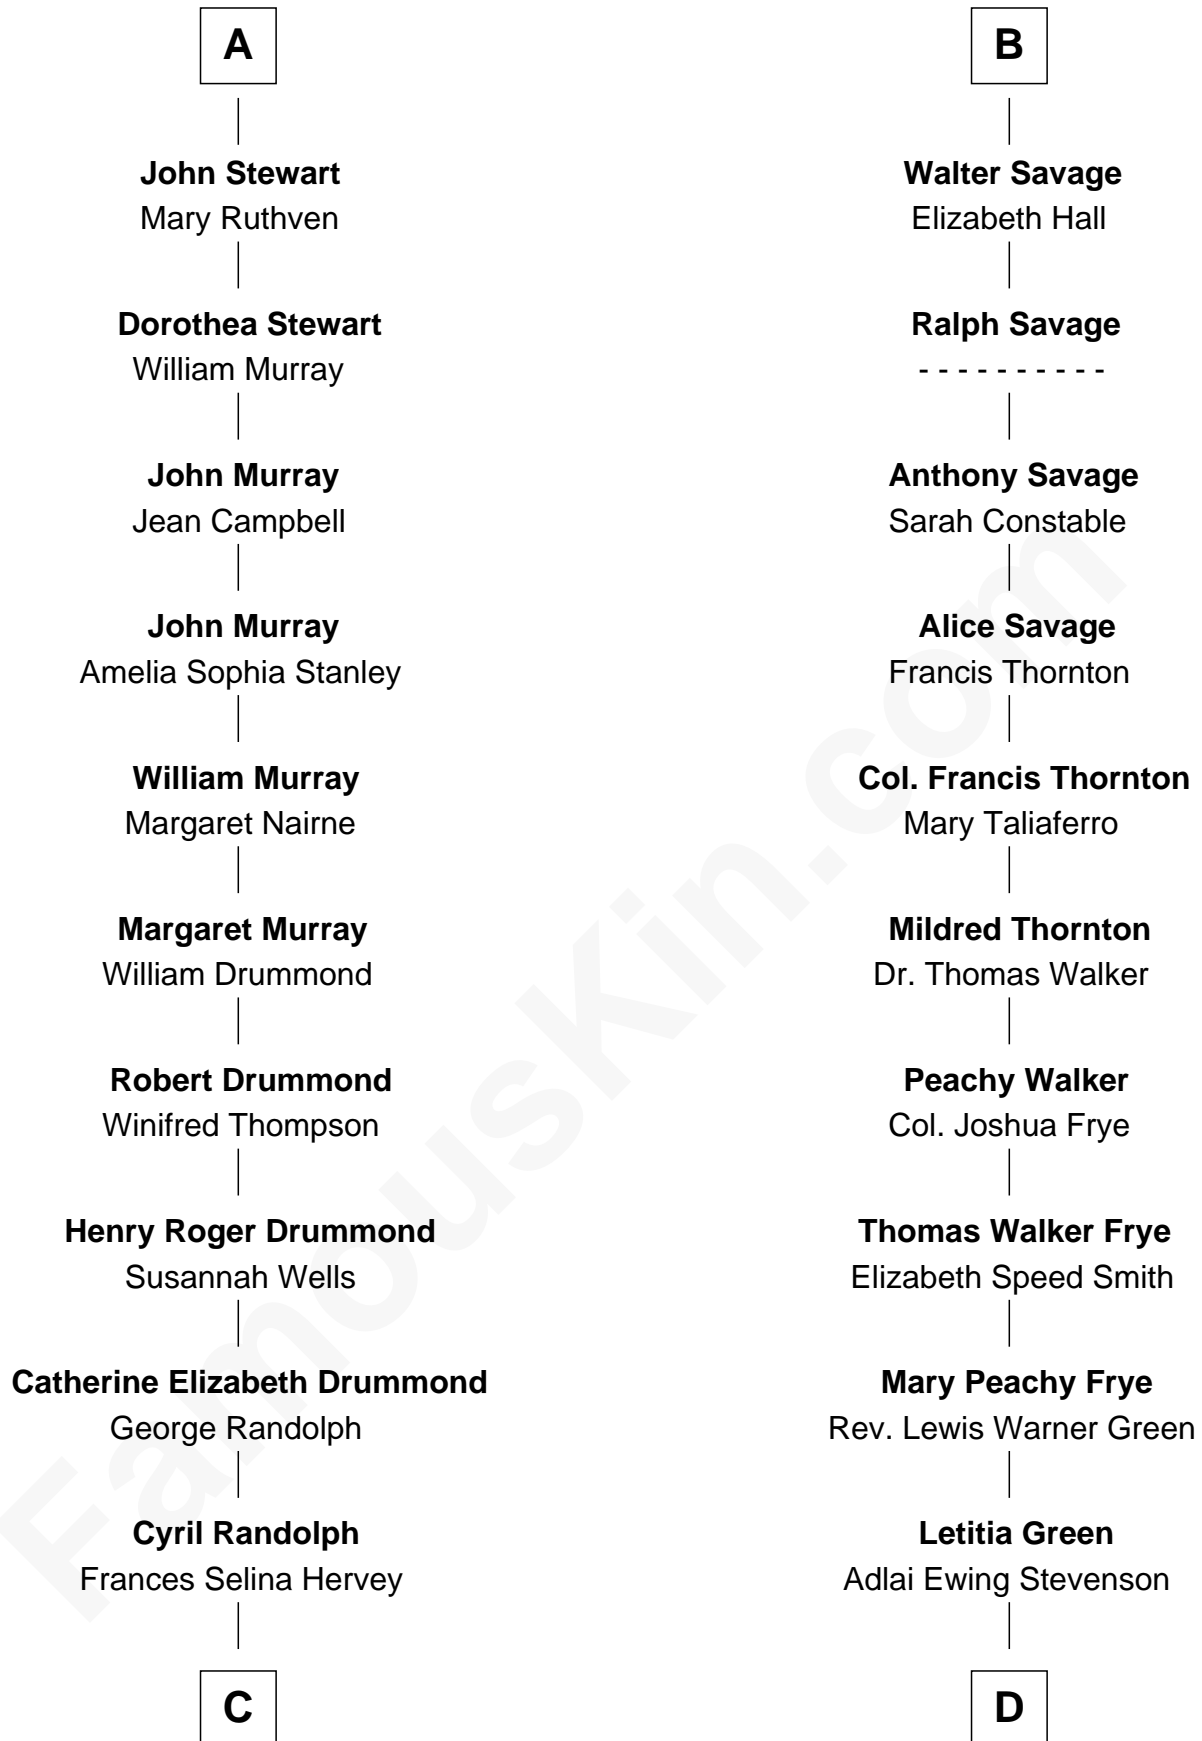 A
John Stewart
Mary Ruthven
Dorothea Stewart
William Murray
John Murray
Jean Campbell
John Murray
Amelia Sophia Stanley
William Murray
Margaret Nairne
Margaret Murray
William Drummond
Robert Drummond
Winifred Thompson
Henry Roger Drummond
Susannah Wells
Catherine Elizabeth Drummond
George Randolph
Cyril Randolph
Frances Selina Hervey
C
B
Walter Savage
Elizabeth Hall
Ralph Savage
- - - - - - - - - -
Anthony Savage
Sarah Constable
Alice Savage
Francis Thornton
Col. Francis Thornton
Mary Taliaferro
Mildred Thornton
Dr. Thomas Walker
Peachy Walker
Col. Joshua Frye
Thomas Walker Frye
Elizabeth Speed Smith
Mary Peachy Frye
Rev. Lewis Warner Green
Letitia Green
Adlai Ewing Stevenson
D
FamousKin.com